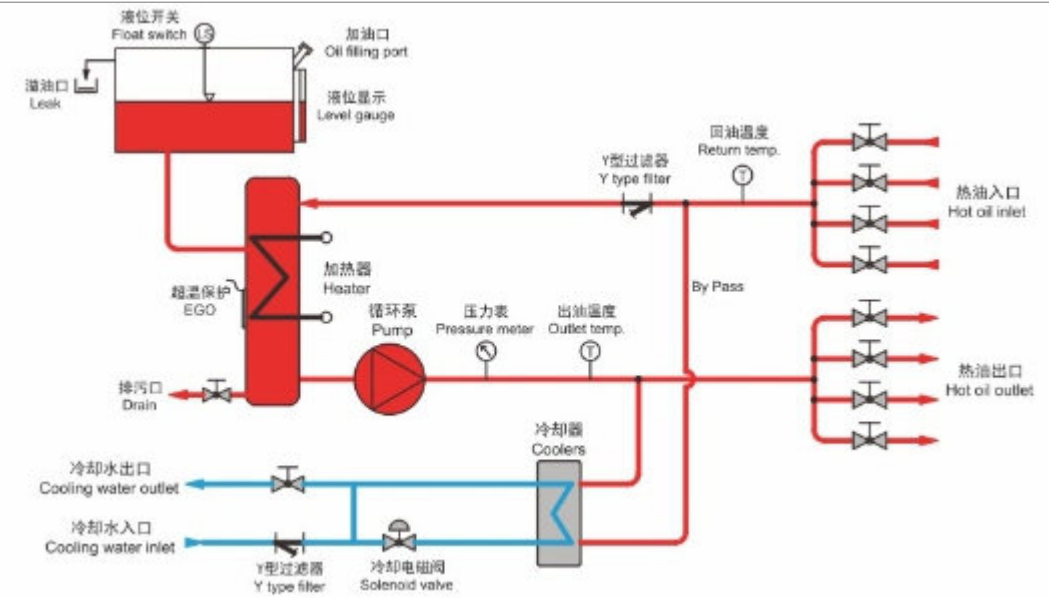 液位开关
Float switch
LS
加油口
Oil filling port
溢油口
Leak
液位显示
Level gauge
回油温度
Return temp.
T
Y型过滤器
Y type filter
热油入口
Hot oil inlet
加热器
Heater
超温保护
EGO
By Pass
循环泵
Pump
压力表
Pressure meter
出油温度
Outlet temp.
T
热油出口
Hot oil outlet
排污口
Drain
冷却器
Coolers
冷却水出口
Cooling water outlet
冷却水入口
Cooling water inlet
Y型过滤器
Y type filter
冷却电磁阀
Solenoid valve